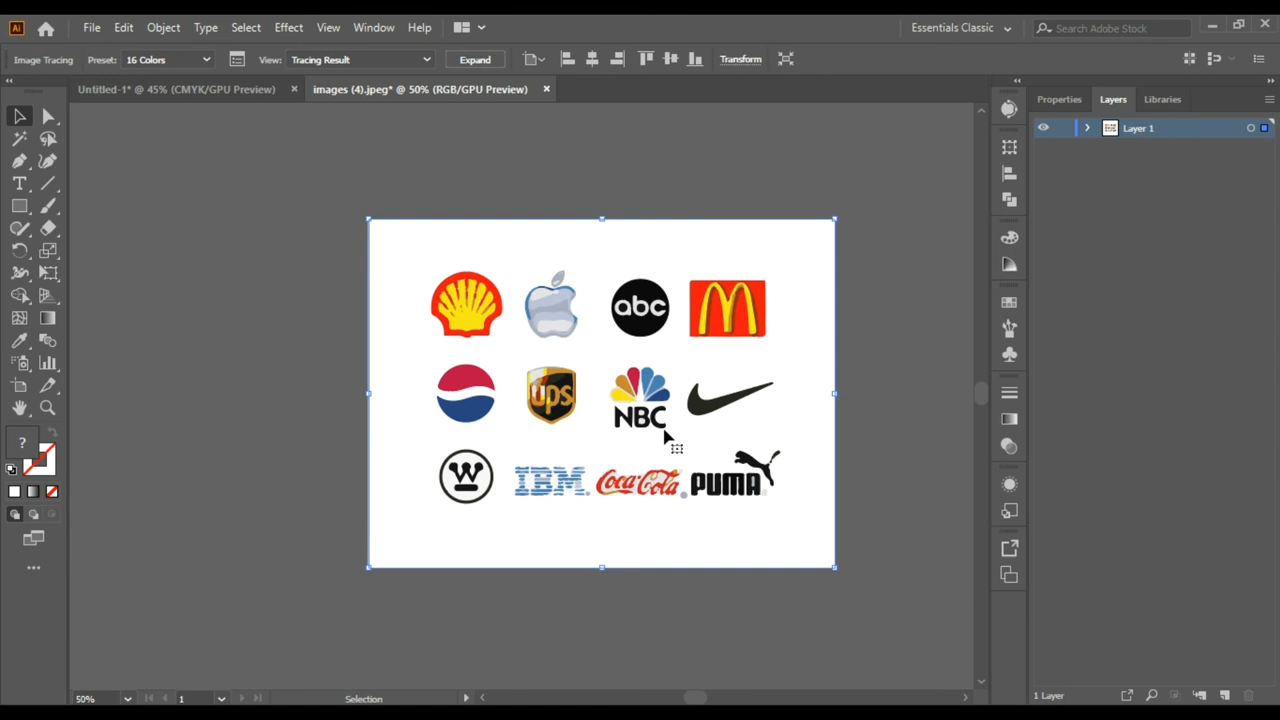 Ai File Edit Object Type Select Effect View Window Help Essentials Classic Search Adobe Stock
Image Tracing Preset: 16 Colors View: Tracing Result Expand Transform
Untitled-1* @ 45% (CMYK/GPU Preview) × images (4).jpeg* @ 50% (RGB/GPU Preview) ×
Properties Layers Libraries
Layer 1
abc
ups
NBC
IBM Coca-Cola PUMA
?
50% 1 Selection
1 Layer